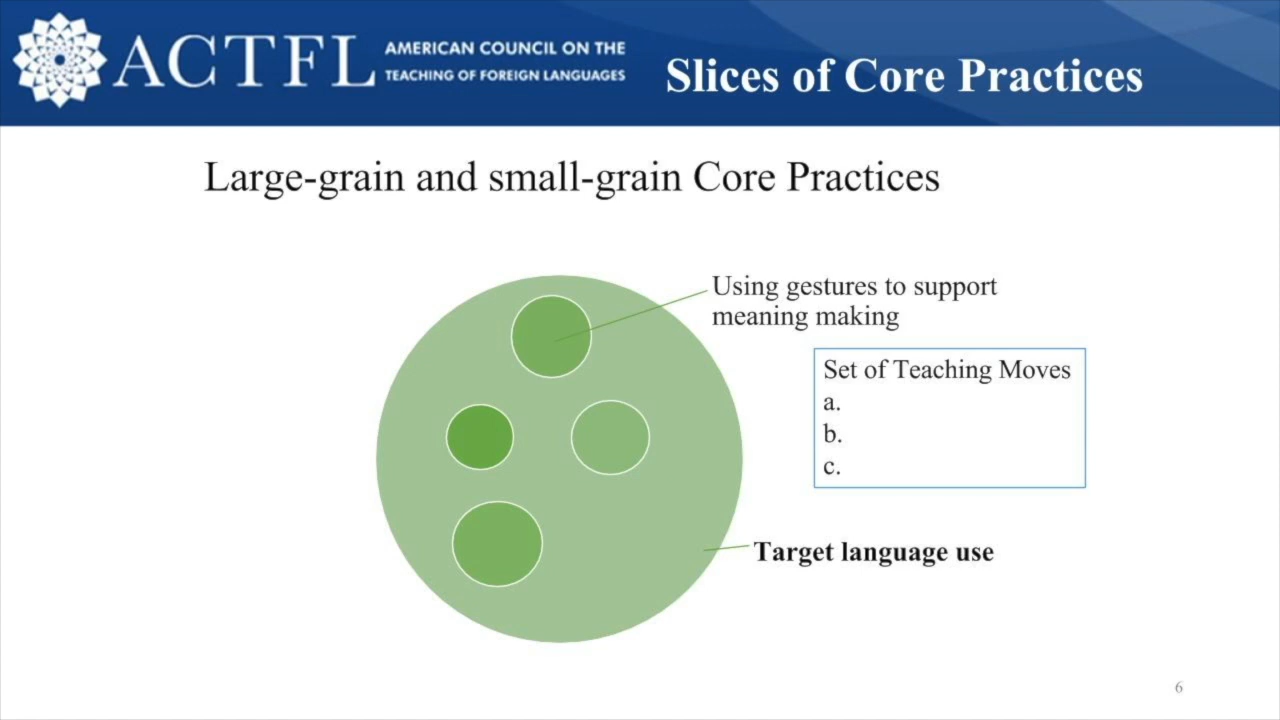 ACTFL
AMERICAN COUNCIL ON THE
TEACHING OF FOREIGN LANGUAGES
Slices of Core Practices
Large-grain and small-grain Core Practices
Using gestures to support
meaning making
Set of Teaching Moves
a.
b.
c.
Target language use
6